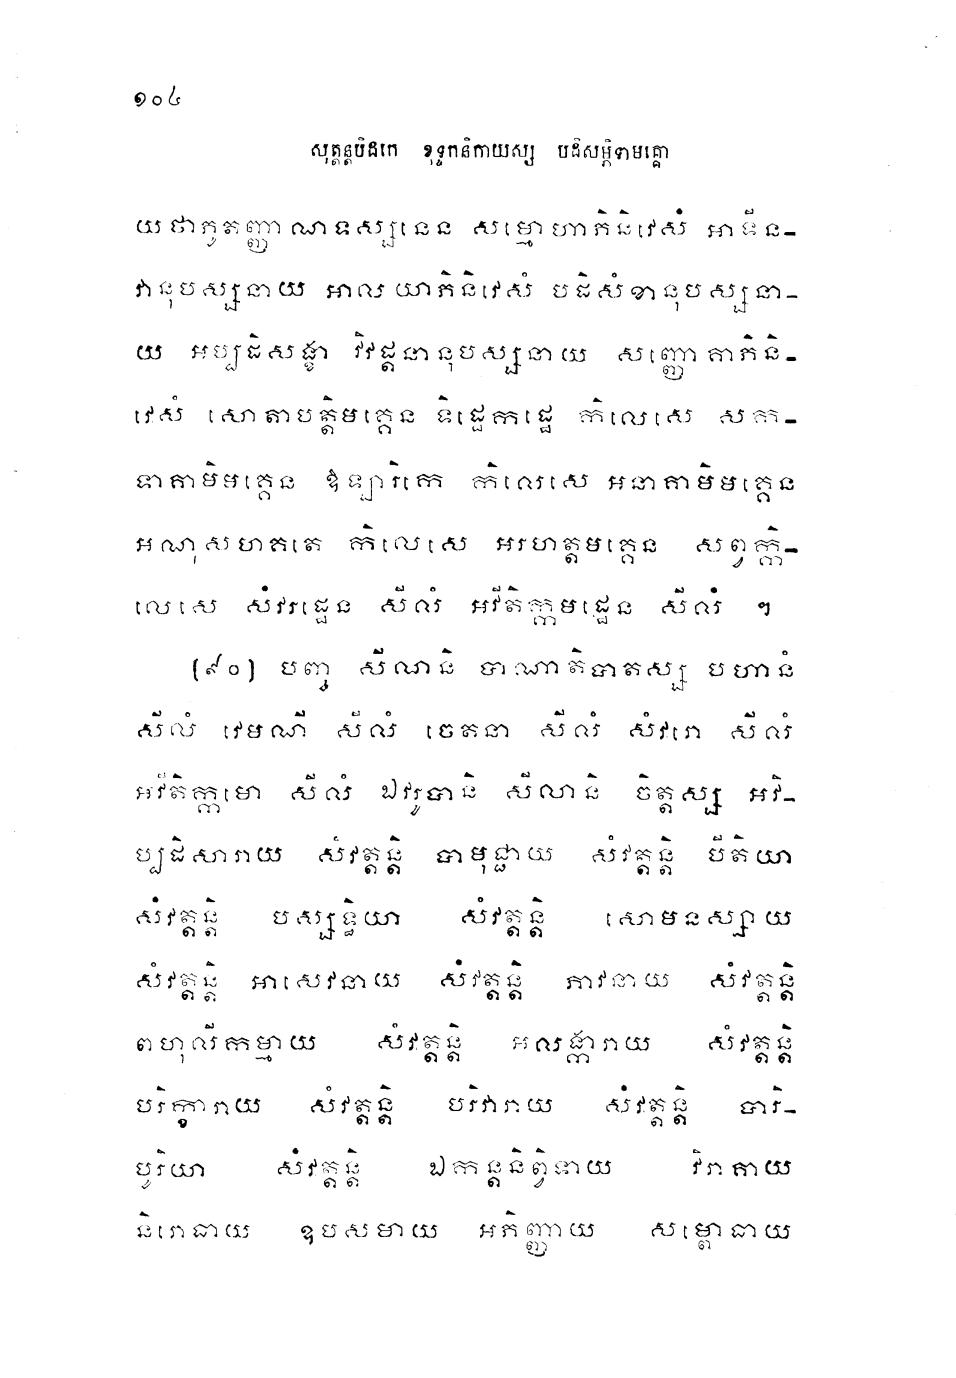 ១០៤
សុត្តន្តបិដកេ ខុទ្ទកនិកាយស្ស បដិសម្ភិទាមគ្គោ
យថាភូតញ្ញាណទស្សនេន សម្មោហាភិនិវេសំ អាទីន-
វានុបស្សនាយ អាលយាភិនិវេសំ បដិសំខានុបស្សនា-
យ អប្បដិសង្ខា វិវដ្ដនានុបស្សនាយ សញ្ញោគាភិនិ-
វេសំ សោតាបត្តិមគ្គេន ទិដ្ឋេកដ្ឋេ កិលេសេ សកទា-
ទាគាមិមគ្គេន ឱឡារិកេ កិលេសេ អនាគាមិមគ្គេន
អណុសហគតេ កិលេសេ អរហត្តមគ្គេន សព្វក្កិ-
លេសេ សំវរដ្ឋេន សីលំ អវីតិក្កមដ្ឋេន សីលំ ។
(៩០) បញ្ច សីលានិ បាណាតិបាតស្ស បហានំ
សីលំ វេរមណី សីលំ ចេតនា សីលំ សំវរោ សីលំ
អវីតិក្កមោ សីលំ ឯវរូបានិ សីលានិ ចិត្តស្ស អវិ-
ប្បដិសារាយ សំវត្តន្តិ បាមុជ្ជាយ សំវត្តន្តិ បីតិយា
សំវត្តន្តិ បស្សទ្ធិយា សំវត្តន្តិ សោមនស្សាយ
សំវត្តន្តិ អាសេវនាយ សំវត្តន្តិ ភាវនាយ សំវត្តន្តិ
ពហុលីកម្មាយ សំវត្តន្តិ អលង្ការាយ សំវត្តន្តិ
បរិក្ខារាយ សំវត្តន្តិ បរិវារាយ សំវត្តន្តិ បារិ-
បូរិយា សំវត្តន្តិ ឯកន្តនិព្វិទាយ វិរាគាយ
និរោធាយ ឧបសមាយ អភិញ្ញាយ សម្ពោធាយ